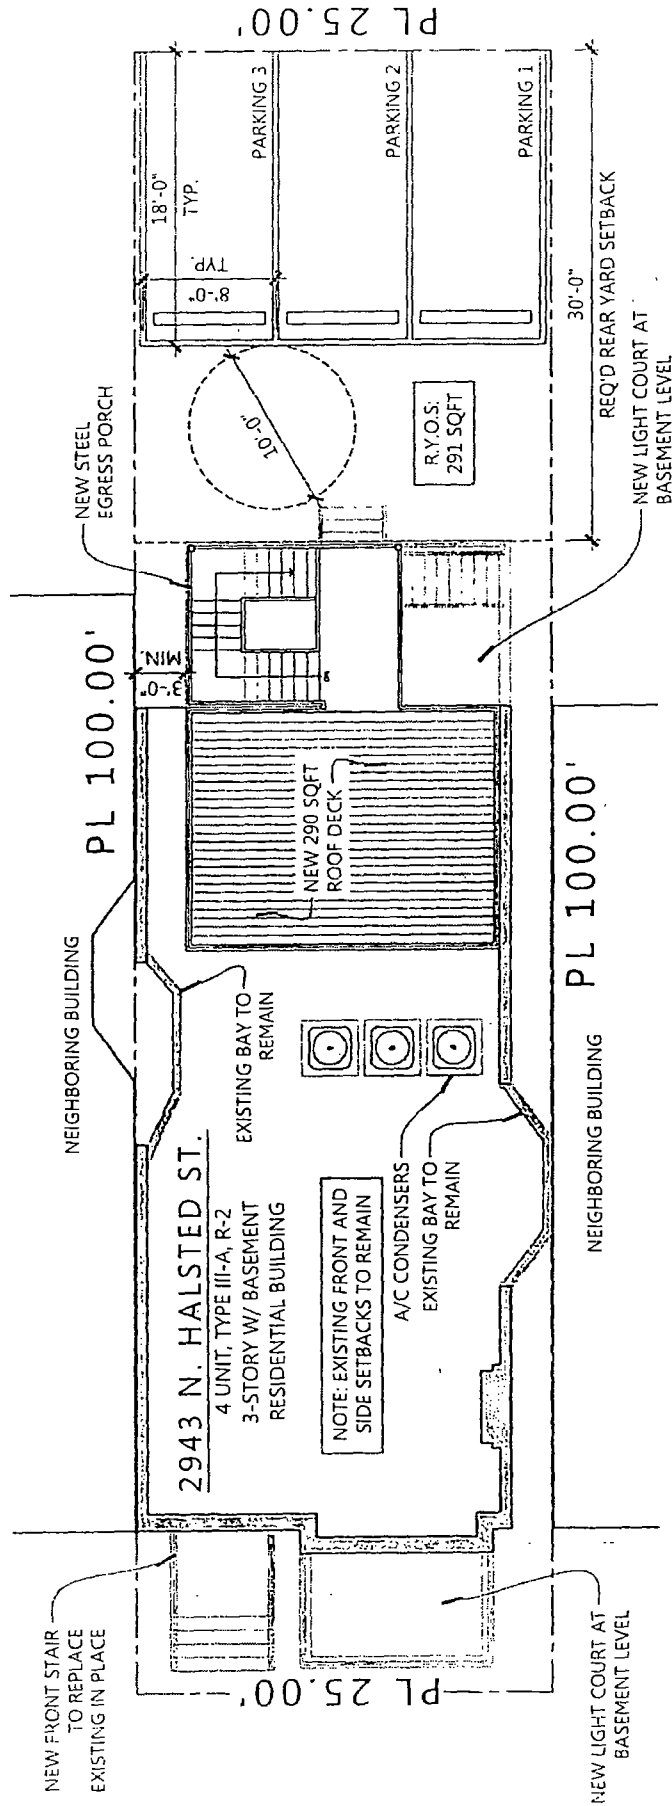 NEW FRONT STAIR
TO REPLACE
EXISTING IN PLACE
NEIGHBORING BUILDING
PL 100.00'
NEW STEEL
EGRESS PORCH
PL 25.00'
2943 N. HALSTED ST.
4 UNIT, TYPE III-A, R-2
3-STORY W/ BASEMENT
RESIDENTIAL BUILDING
EXISTING BAY TO
REMAIN
3'-0"
MIN.
18'-0"
TYP.
8'-0"
TYP.
PARKING 3
PARKING 2
PARKING 1
NEW 290 SQFT
ROOF DECK
10'-0"
R.Y.O.S:
291 SQFT
NOTE: EXISTING FRONT AND
SIDE SETBACKS TO REMAIN
A/C CONDENSERS
EXISTING BAY TO
REMAIN
PL 25.00'
NEW LIGHT COURT AT
BASEMENT LEVEL
NEIGHBORING BUILDING
PL 100.00'
30'-0"
REQ'D REAR YARD SETBACK
NEW LIGHT COURT AT
BASEMENT LEVEL